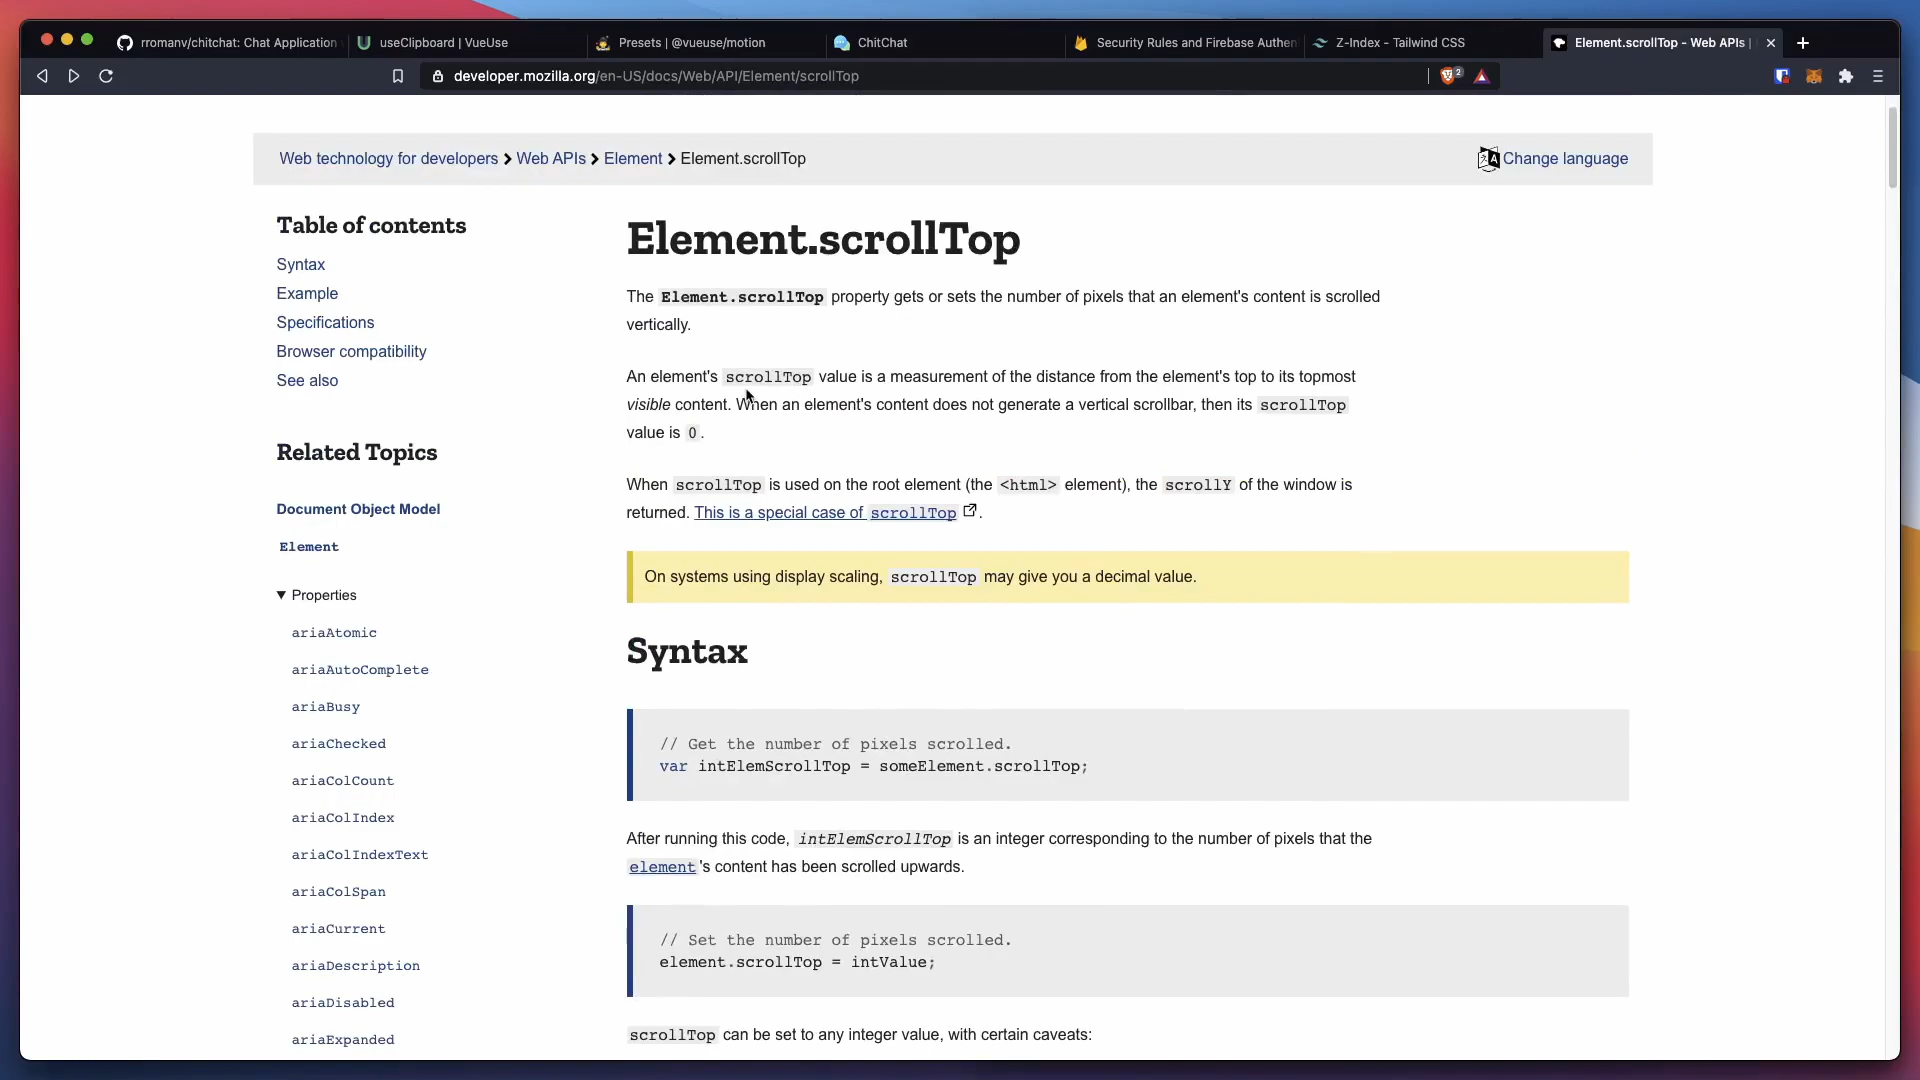 rromanv/chitchat: Chat Application
useClipboard | VueUse
Presets | @vueuse/motion
ChitChat
Security Rules and Firebase Authen
Z-Index - Tailwind CSS
Element.scrollTop - Web APIs |
developer.mozilla.org/en-US/docs/Web/API/Element/scrollTop
2
Web technology for developers > Web APIs > Element > Element.scrollTop
Change language
Table of contents
Syntax
Example
Specifications
Browser compatibility
See also
Related Topics
Document Object Model
Element
▼ Properties
ariaAtomic
ariaAutoComplete
ariaBusy
ariaChecked
ariaColCount
ariaColIndex
ariaColIndexText
ariaColSpan
ariaCurrent
ariaDescription
ariaDisabled
ariaExpanded
Element.scrollTop
The Element.scrollTop property gets or sets the number of pixels that an element's content is scrolled
vertically.
An element's scrollTop value is a measurement of the distance from the element's top to its topmost
visible content. When an element's content does not generate a vertical scrollbar, then its scrollTop
value is 0.
When scrollTop is used on the root element (the <html> element), the scrollY of the window is
returned. This is a special case of scrollTop.
On systems using display scaling, scrollTop may give you a decimal value.
Syntax
// Get the number of pixels scrolled.
var intElemScrollTop = someElement.scrollTop;
After running this code, intElemScrollTop is an integer corresponding to the number of pixels that the
element's content has been scrolled upwards.
// Set the number of pixels scrolled.
element.scrollTop = intValue;
scrollTop can be set to any integer value, with certain caveats: